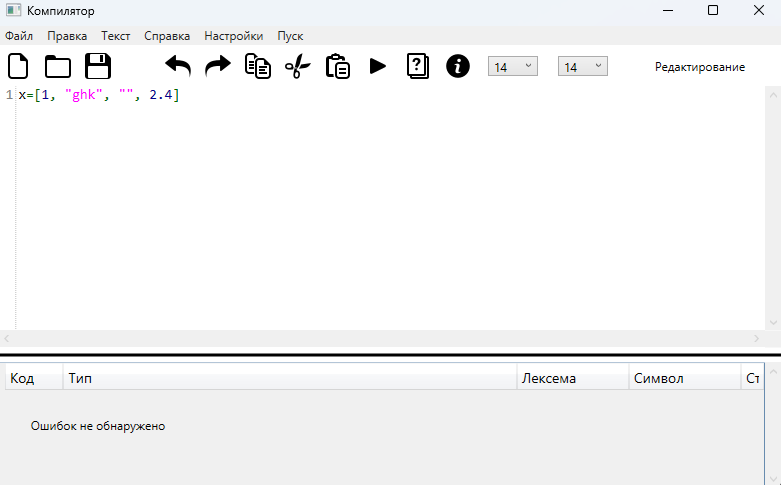 Компилятор
Файл Правка Текст Справка Настройки Пуск
14 14 Редактирование
1 x=[1, "ghk", "", 2.4]
Код Тип Лексема Символ Ст
Ошибок не обнаружено